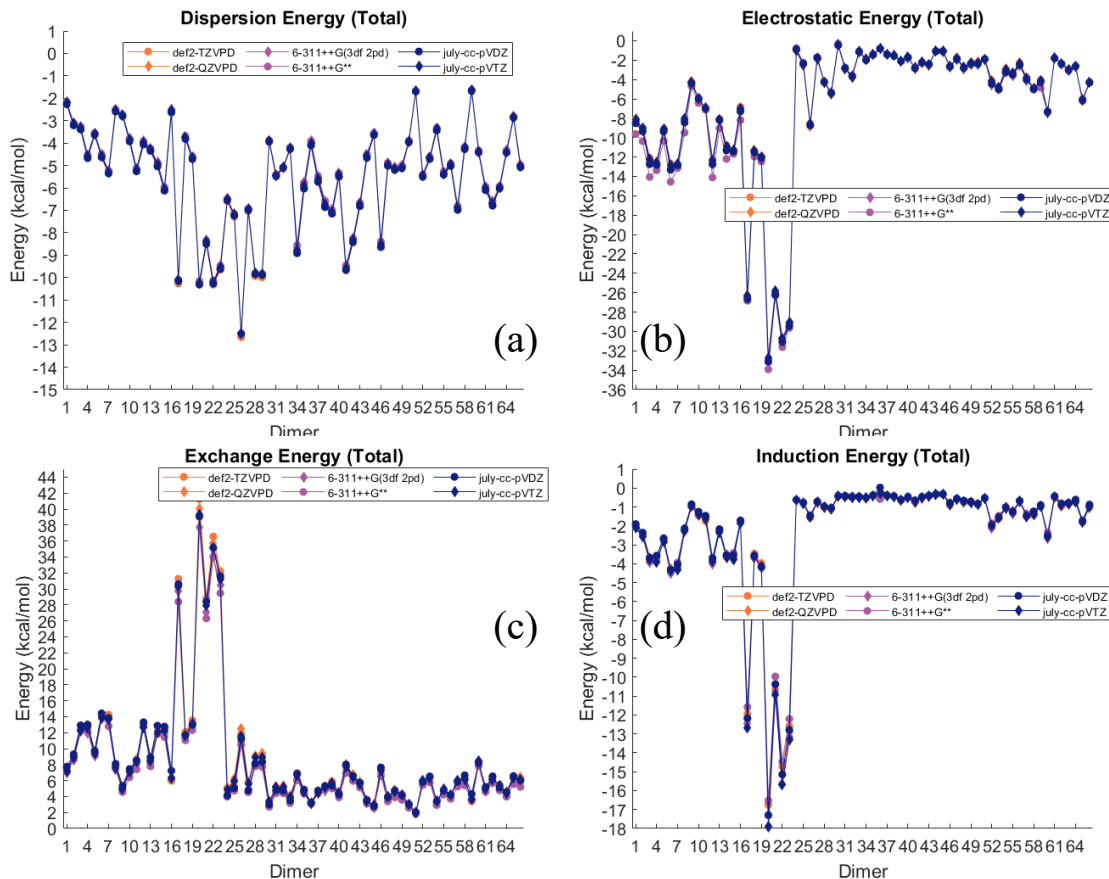 Dispersion Energy (Total)
1
0
-1
-2
-3
-4
-5
-6
-7
-8
-9
-10
-11
-12
-13
-14
-15
Energy (kcal/mol)
def2-TZVPD 6-311++G(3df 2pd) july-cc-pVDZ
def2-QZVPD 6-311++G** july-cc-pVTZ
(a)
1 4 7 10 13 16 19 22 25 28 31 34 37 40 43 46 49 52 55 58 61 64
Dimer
Electrostatic Energy (Total)
0
-2
-4
-6
-8
-10
-12
-14
-16
-18
-20
-22
-24
-26
-28
-30
-32
-34
-36
Energy (kcal/mol)
def2-TZVPD 6-311++G(3df 2pd) july-cc-pVDZ
def2-QZVPD 6-311++G** july-cc-pVTZ
(b)
1 4 7 10 13 16 19 22 25 28 31 34 37 40 43 46 49 52 55 58 61 64
Dimer
Exchange Energy (Total)
44
42
40
38
36
34
32
30
28
26
24
22
20
18
16
14
12
10
8
6
4
2
0
Energy (kcal/mol)
def2-TZVPD 6-311++G(3df 2pd) july-cc-pVDZ
def2-QZVPD 6-311++G** july-cc-pVTZ
(c)
1 4 7 10 13 16 19 22 25 28 31 34 37 40 43 46 49 52 55 58 61 64
Dimer
Induction Energy (Total)
1
0
-1
-2
-3
-4
-5
-6
-7
-8
-9
-10
-11
-12
-13
-14
-15
-16
-17
-18
Energy (kcal/mol)
def2-TZVPD 6-311++G(3df 2pd) july-cc-pVDZ
def2-QZVPD 6-311++G** july-cc-pVTZ
(d)
1 4 7 10 13 16 19 22 25 28 31 34 37 40 43 46 49 52 55 58 61 64
Dimer